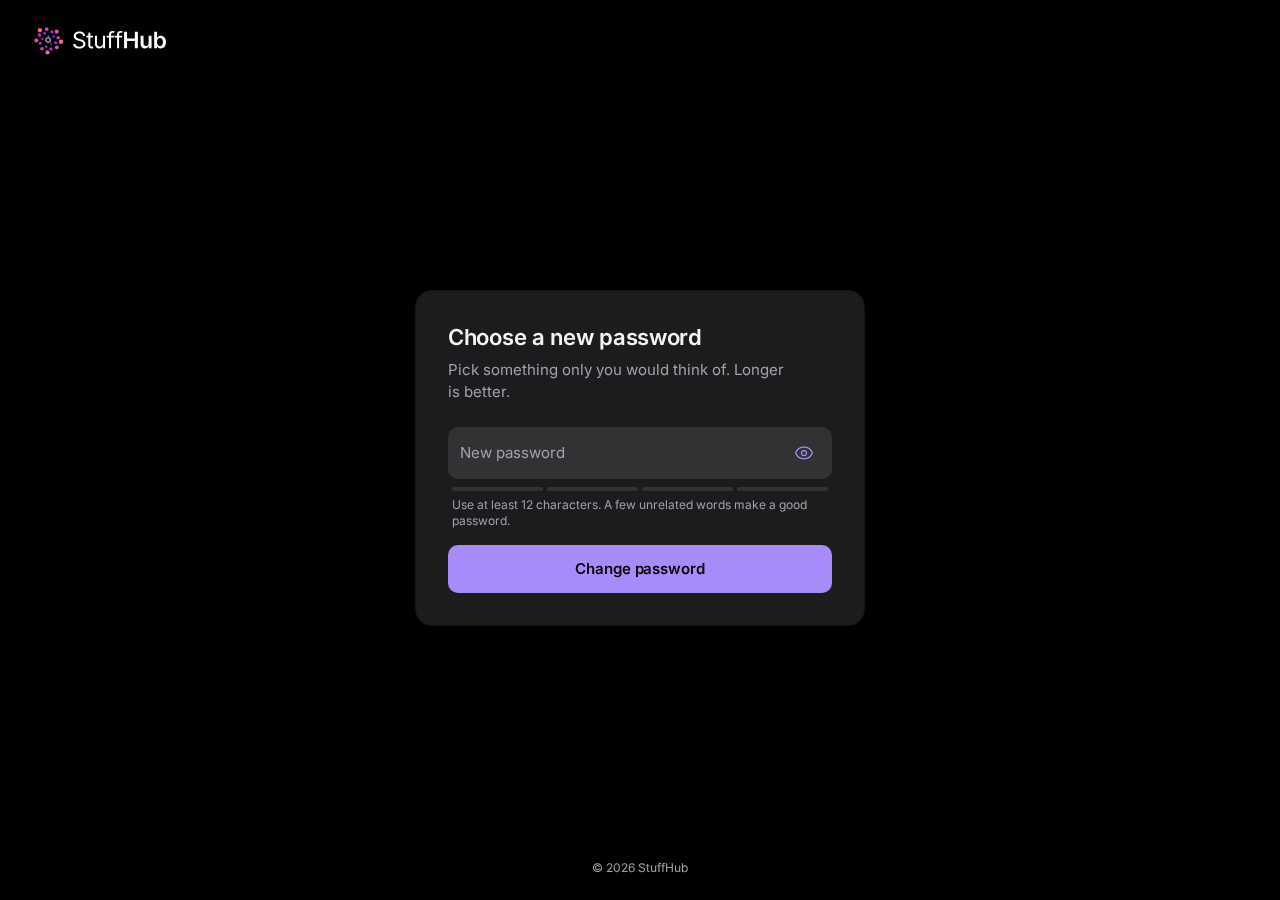 StuffHub
Choose a new password
Pick something only you would think of. Longer
is better.
New password
Use at least 12 characters. A few unrelated words make a good
password.
Change password
© 2026 StuffHub